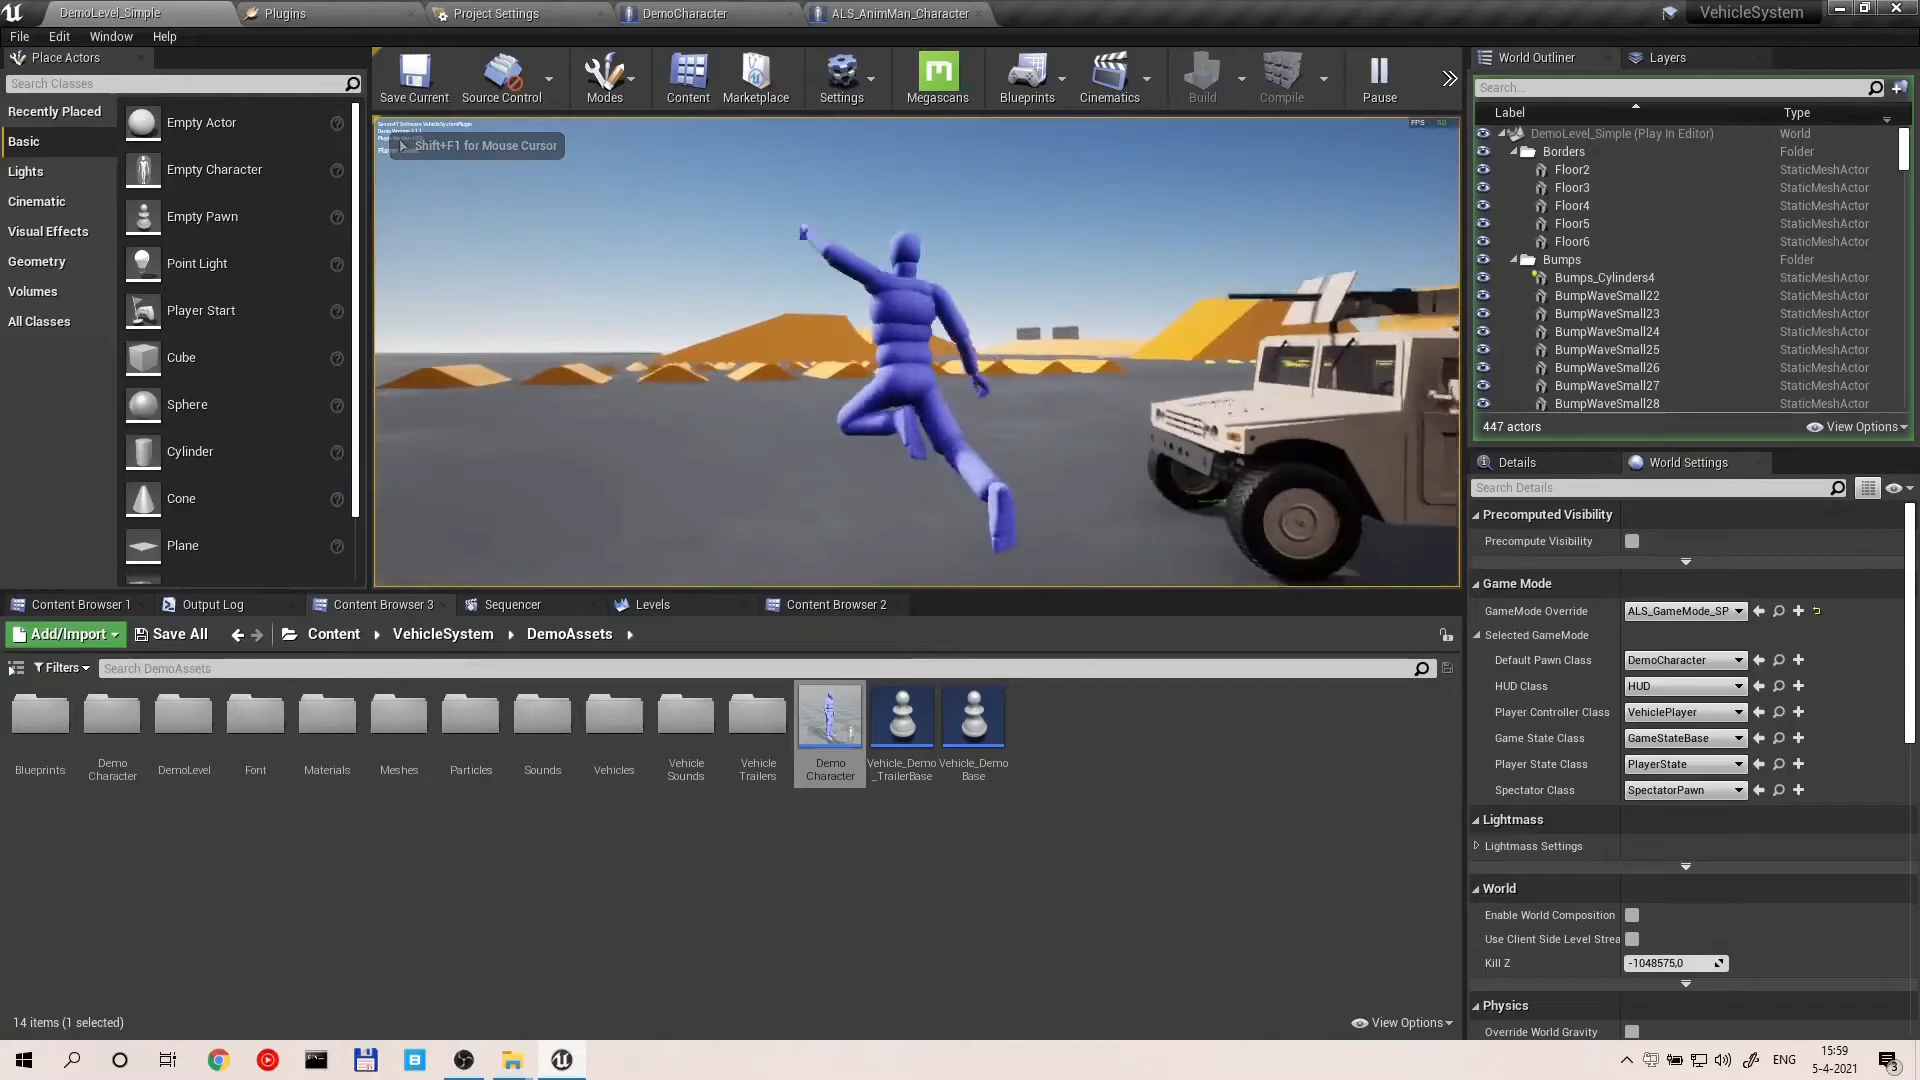 DemoLevel_Simple
Plugins
Project Settings
DemoCharacter
ALS_AnimMan_Character
VehicleSystem
File Edit Window Help
Place Actors
Search Classes
Recently Placed
Basic
Lights
Cinematic
Visual Effects
Geometry
Volumes
All Classes
Empty Actor
Empty Character
Empty Pawn
Point Light
Player Start
Cube
Sphere
Cylinder
Cone
Plane
Save Current
Source Control
Modes
Content
Marketplace
Settings
Megascans
Blueprints
Cinematics
Build
Compile
Pause
Shift+F1 for Mouse Cursor
FPS
World Outliner
Layers
Search...
Label Type
DemoLevel_Simple (Play In Editor) World
Borders Folder
Floor2 StaticMeshActor
Floor3 StaticMeshActor
Floor4 StaticMeshActor
Floor5 StaticMeshActor
Floor6 StaticMeshActor
Bumps Folder
Bumps_Cylinders4 StaticMeshActor
BumpWaveSmall22 StaticMeshActor
BumpWaveSmall23 StaticMeshActor
BumpWaveSmall24 StaticMeshActor
BumpWaveSmall25 StaticMeshActor
BumpWaveSmall26 StaticMeshActor
BumpWaveSmall27 StaticMeshActor
BumpWaveSmall28 StaticMeshActor
447 actors
View Options
Details
World Settings
Search Details
Precomputed Visibility
Precompute Visibility
Game Mode
GameMode Override ALS_GameMode_SP
Selected GameMode
Default Pawn Class DemoCharacter
HUD Class HUD
Player Controller Class VehiclePlayer
Game State Class GameStateBase
Player State Class PlayerState
Spectator Class SpectatorPawn
Lightmass
Lightmass Settings
World
Enable World Composition
Use Client Side Level Strea
Kill Z -1048575,0
Physics
Override World Gravity
Content Browser 1
Output Log
Content Browser 3
Sequencer
Levels
Content Browser 2
Add/Import
Save All
Content
VehicleSystem
DemoAssets
Filters
Search DemoAssets
Blueprints
Demo
Character
DemoLevel
Font
Materials
Meshes
Particles
Sounds
Vehicles
Vehicle
Sounds
Vehicle
Trailers
Demo
Character
Vehicle_Demo
_TrailerBase
Vehicle_Demo
Base
14 items (1 selected)
View Options
ENG
15:59
5-4-2021
3